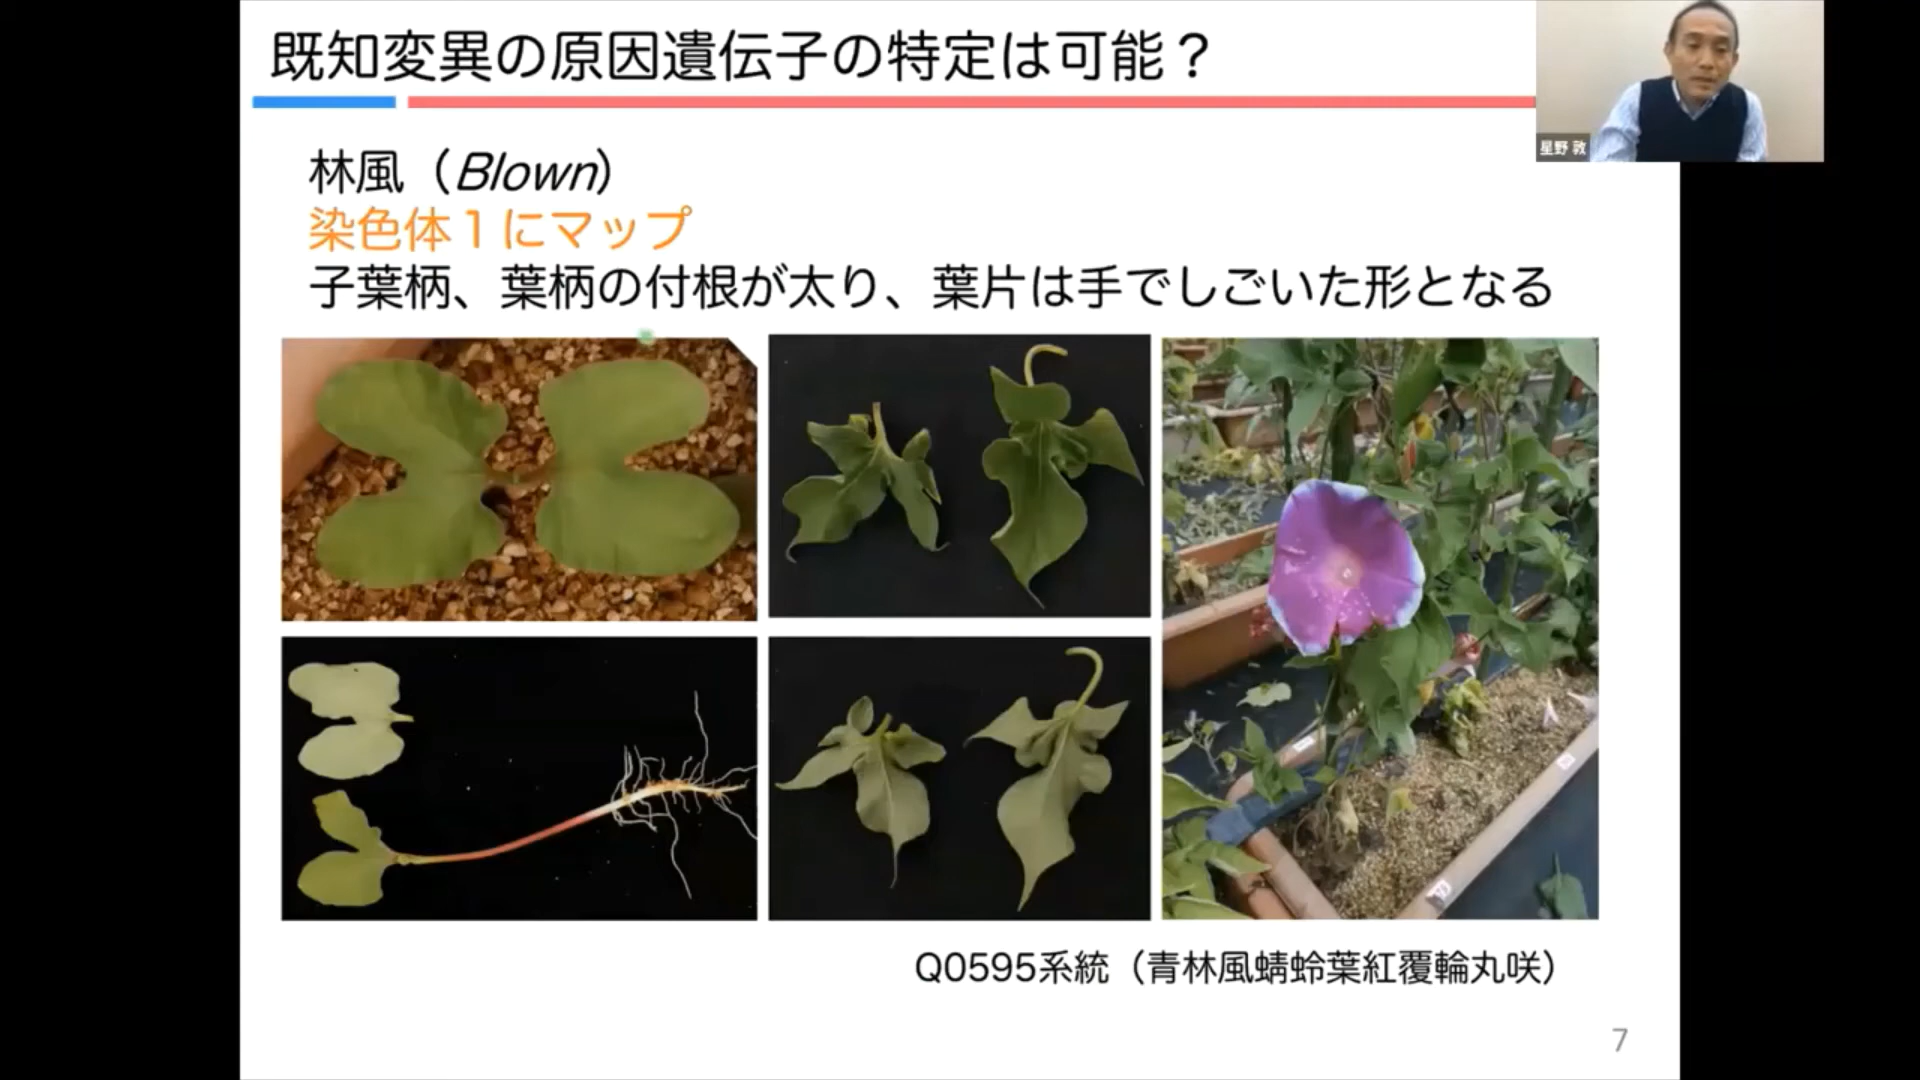 既知変異の原因遺伝子の特定は可能？
星野 敦
林風（Blown）
染色体１にマップ
子葉柄、葉柄の付根が太り、葉片は手でしごいた形となる
Q0595系統（青林風蜻蛉葉紅覆輪丸咲）
7